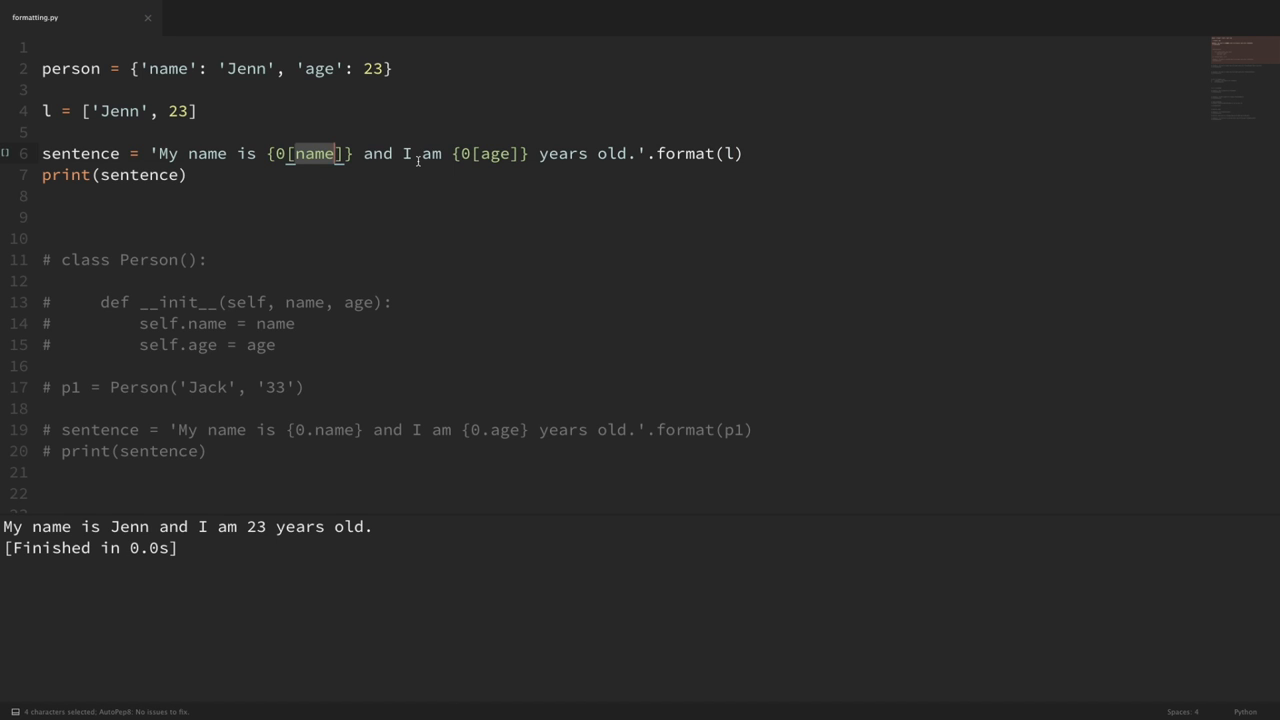 formatting.py ×
1
2 person = {'name': 'Jenn', 'age': 23}
3
4 l = ['Jenn', 23]
5
6 sentence = 'My name is {0[name]} and I am {0[age]} years old.'.format(l)
7 print(sentence)
8
9
10
11 # class Person():
12
13 #     def __init__(self, name, age):
14 #         self.name = name
15 #         self.age = age
16
17 # p1 = Person('Jack', '33')
18
19 # sentence = 'My name is {0.name} and I am {0.age} years old.'.format(p1)
20 # print(sentence)
21
22
My name is Jenn and I am 23 years old.
[Finished in 0.0s]
4 characters selected; AutoPep8: No issues to fix. Spaces: 4 Python